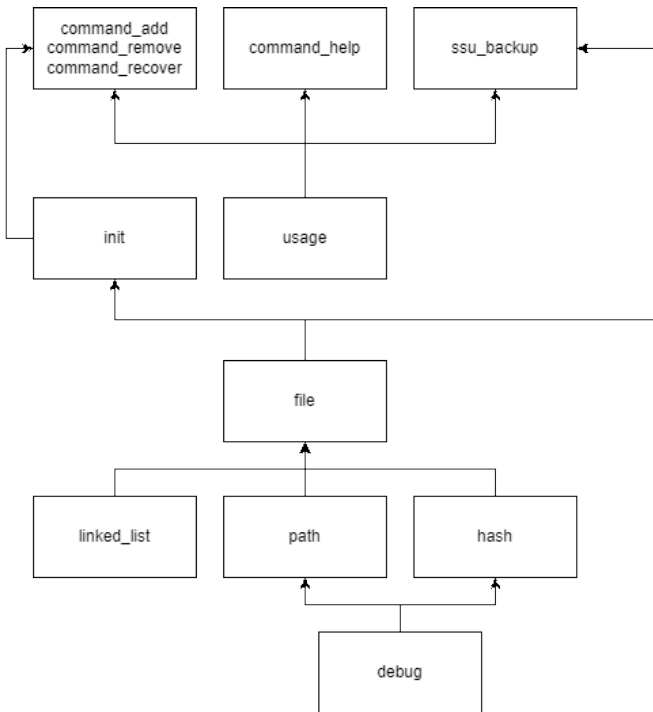 command_add
command_remove
command_recover
command_help
ssu_backup
init
usage
file
linked_list
path
hash
debug